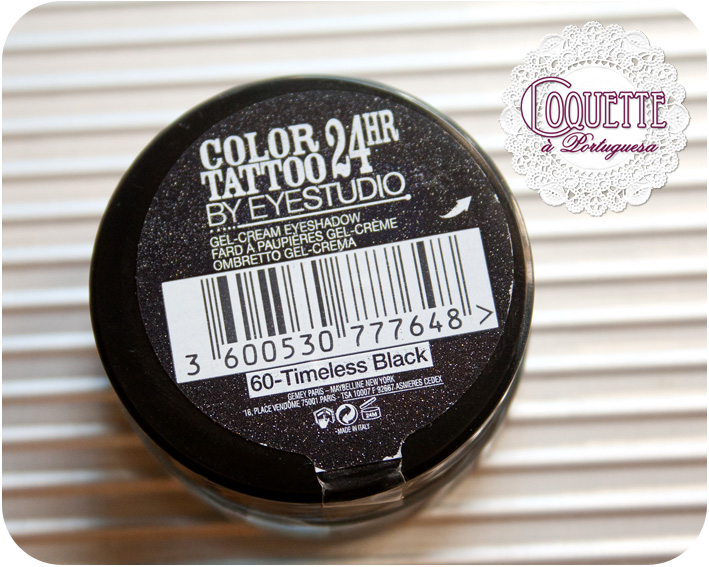 COQUETTE
à Portuguesa
COLOR
TATTOO 24HR
BY EYESTUDIO
GEL-CREAM EYESHADOW
FARD À PAUPIÈRES GEL-CRÈME
OMBRETTO GEL-CREMA
3 600530 777648 >
60-Timeless Black
GEMEY PARIS – MAYBELLINE NEW YORK
16, PLACE VENDÔME 75001 PARIS - TSA 10007 F 92667 ASNIERES CEDEX
24M
MADE IN ITALY